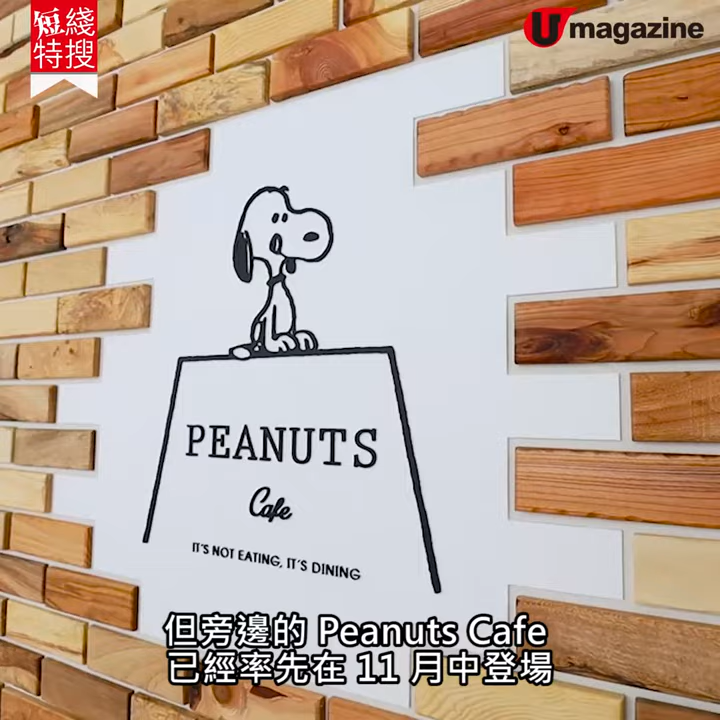 短綫
特搜
U magazine
PEANUTS
Cafe
IT'S NOT EATING, IT'S DINING
但旁邊的 Peanuts Cafe
已經率先在 11 月中登場